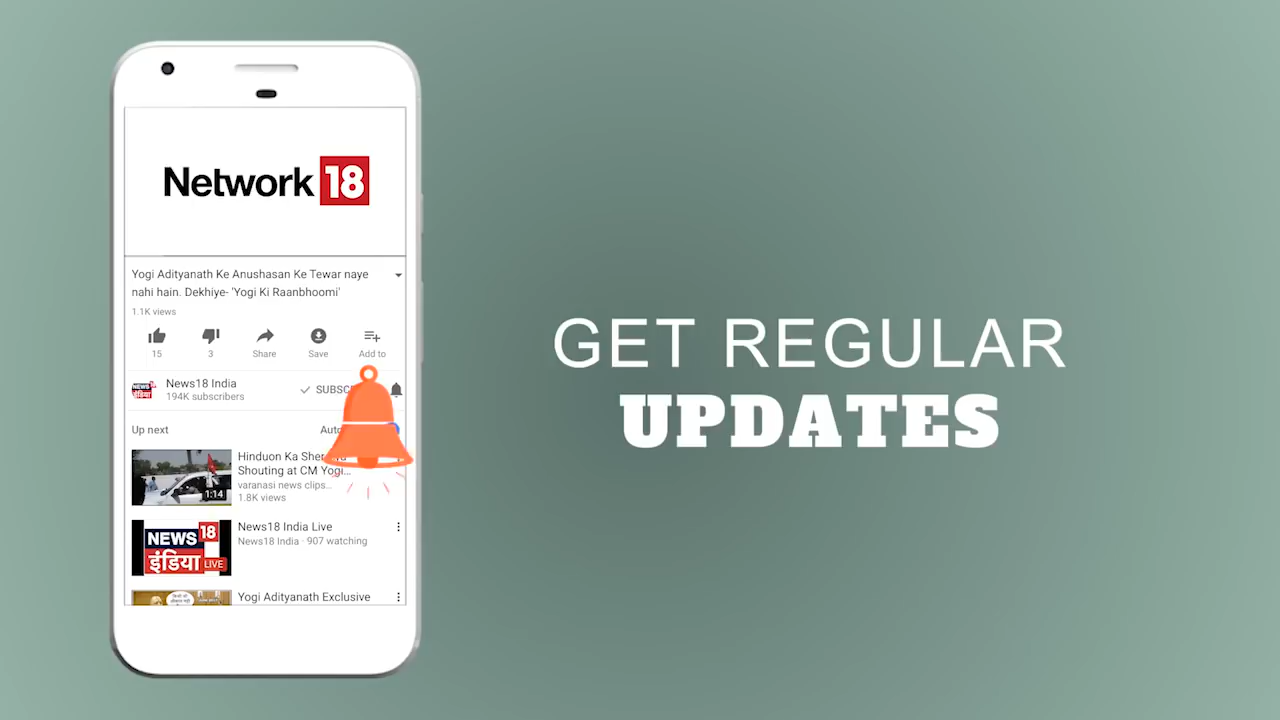 Network 18
Yogi Adityanath Ke Anushasan Ke Tewar naye
nahi hain. Dekhiye- 'Yogi Ki Raanbhoomi'
1.1K views
15
3
Share
Save
Add to
News18 India
194K subscribers
SUBSC
Up next
Auto
Hinduon Ka Sher
Shouting at CM Yogi...
varanasi news clips...
1.8K views
1:14
News18 India Live
News18 India · 907 watching
NEWS 18
इंडिया LIVE
Yogi Adityanath Exclusive
GET REGULAR
UPDATES